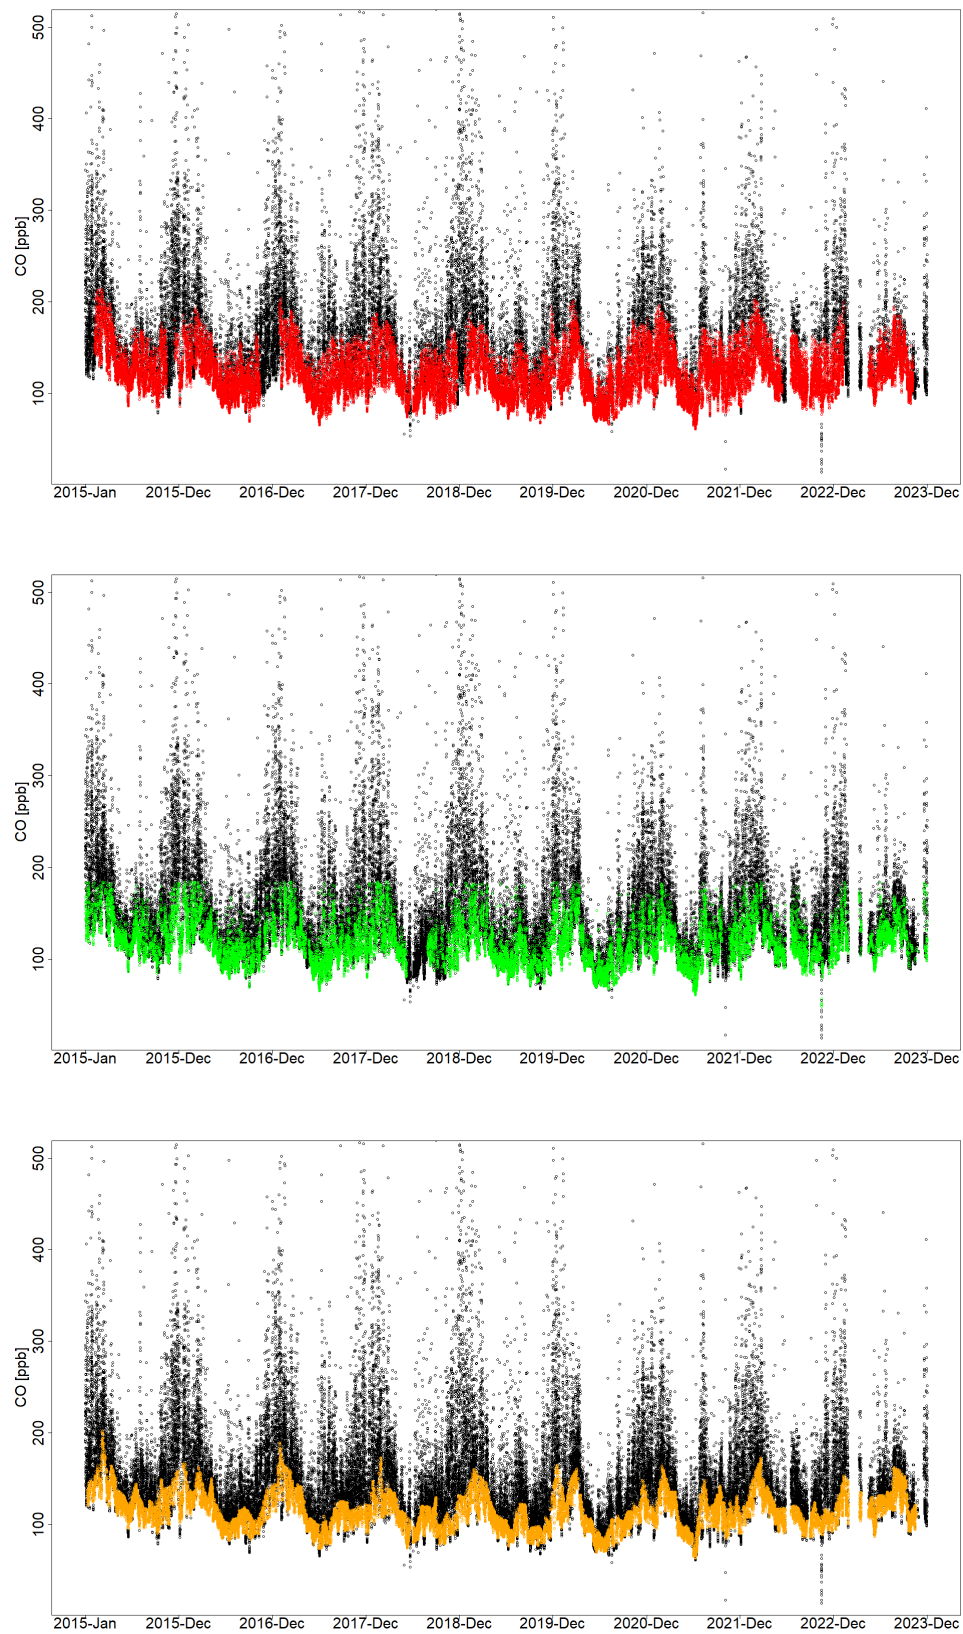 500
400
300
200
100
CO [ppb]
2015-Jan 2015-Dec 2016-Dec 2017-Dec 2018-Dec 2019-Dec 2020-Dec 2021-Dec 2022-Dec 2023-Dec
500
400
300
200
100
CO [ppb]
2015-Jan 2015-Dec 2016-Dec 2017-Dec 2018-Dec 2019-Dec 2020-Dec 2021-Dec 2022-Dec 2023-Dec
500
400
300
200
100
CO [ppb]
2015-Jan 2015-Dec 2016-Dec 2017-Dec 2018-Dec 2019-Dec 2020-Dec 2021-Dec 2022-Dec 2023-Dec